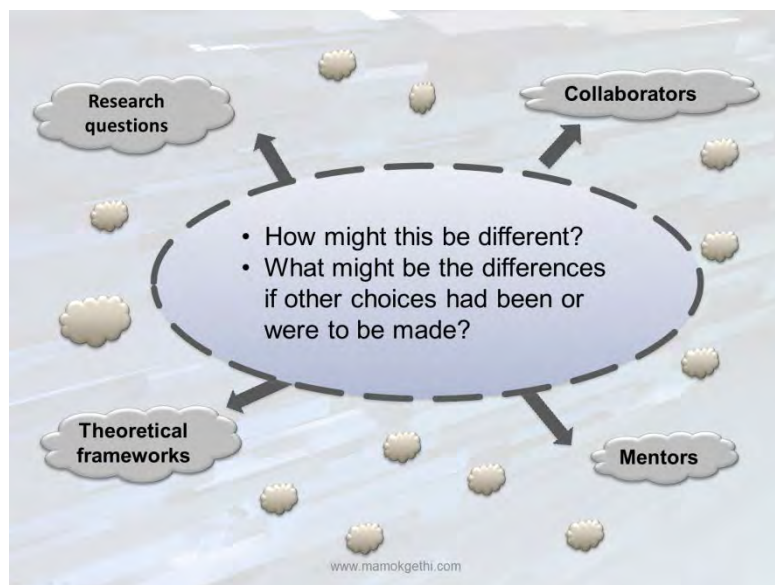 Research
questions
Collaborators
• How might this be different?
• What might be the differences
if other choices had been or
were to be made?
Theoretical
frameworks
Mentors
www.mamokgethi.com